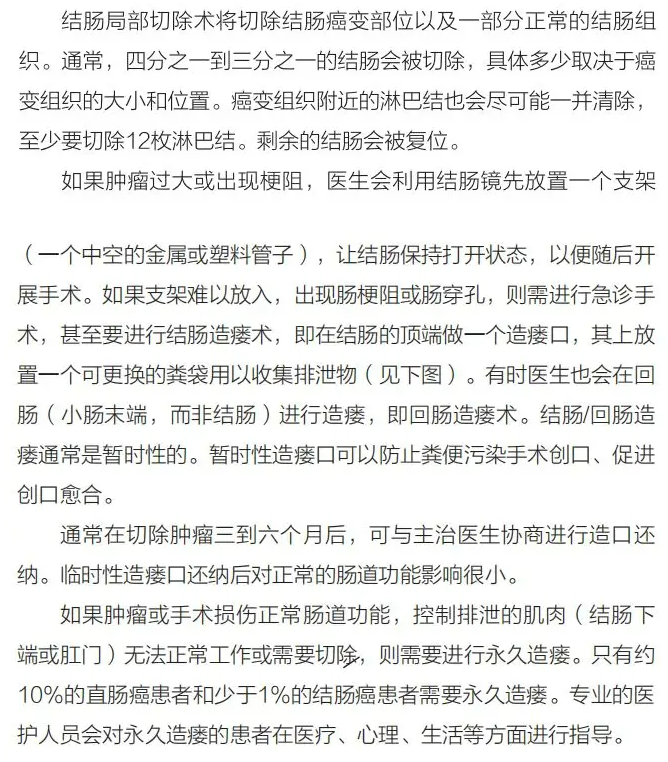 结肠局部切除术将切除结肠癌变部位以及一部分正常的结肠组
织。通常，四分之一到三分之一的结肠会被切除，具体多少取决于癌
变组织的大小和位置。癌变组织附近的淋巴结也会尽可能一并清除，
至少要切除12枚淋巴结。剩余的结肠会被复位。
如果肿瘤过大或出现梗阻，医生会利用结肠镜先放置一个支架
（一个中空的金属或塑料管子），让结肠保持打开状态，以便随后开
展手术。如果支架难以放入，出现肠梗阻或肠穿孔，则需进行急诊手
术，甚至要进行结肠造瘘术，即在结肠的顶端做一个造瘘口，其上放
置一个可更换的粪袋用以收集排泄物（见下图）。有时医生也会在回
肠（小肠末端，而非结肠）进行造瘘，即回肠造瘘术。结肠/回肠造
瘘通常是暂时性的。暂时性造瘘口可以防止粪便污染手术创口、促进
创口愈合。
通常在切除肿瘤三到六个月后，可与主治医生协商进行造口还
纳。临时性造瘘口还纳后对正常的肠道功能影响很小。
如果肿瘤或手术损伤正常肠道功能，控制排泄的肌肉（结肠下
端或肛门）无法正常工作或需要切除，则需要进行永久造瘘。只有约
10%的直肠癌患者和少于1%的结肠癌患者需要永久造瘘。专业的医
护人员会对永久造瘘的患者在医疗、心理、生活等方面进行指导。